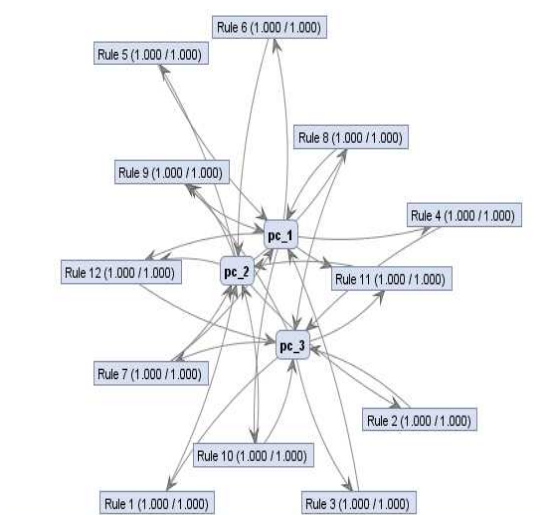 Rule 6 (1.000 / 1.000)
Rule 5 (1.000 / 1.000)
Rule 8 (1.000 / 1.000)
Rule 9 (1.000 / 1.000)
Rule 4 (1.000 / 1.000)
pc_1
Rule 12 (1.000 / 1.000)
pc_2
Rule 11 (1.000 / 1.000)
pc_3
Rule 7 (1.000 / 1.000)
Rule 2 (1.000 / 1.000)
Rule 10 (1.000 / 1.000)
Rule 1 (1.000 / 1.000)
Rule 3 (1.000 / 1.000)